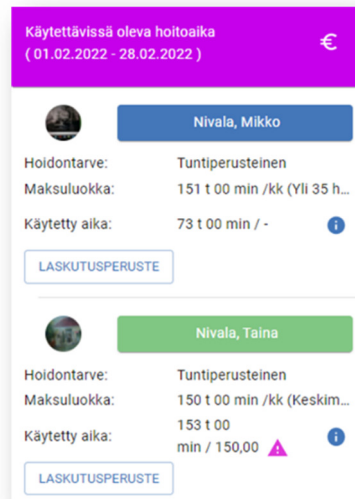 Käytettävissä oleva hoitoaika
( 01.02.2022 - 28.02.2022 )
€
Nivala, Mikko
Hoidontarve: Tuntiperusteinen
Maksuluokka: 151 t 00 min /kk (Yli 35 h...
Käytetty aika: 73 t 00 min / -
LASKUTUSPERUSTE
Nivala, Taina
Hoidontarve: Tuntiperusteinen
Maksuluokka: 150 t 00 min /kk (Keskim...
Käytetty aika: 153 t 00
min / 150,00
LASKUTUSPERUSTE